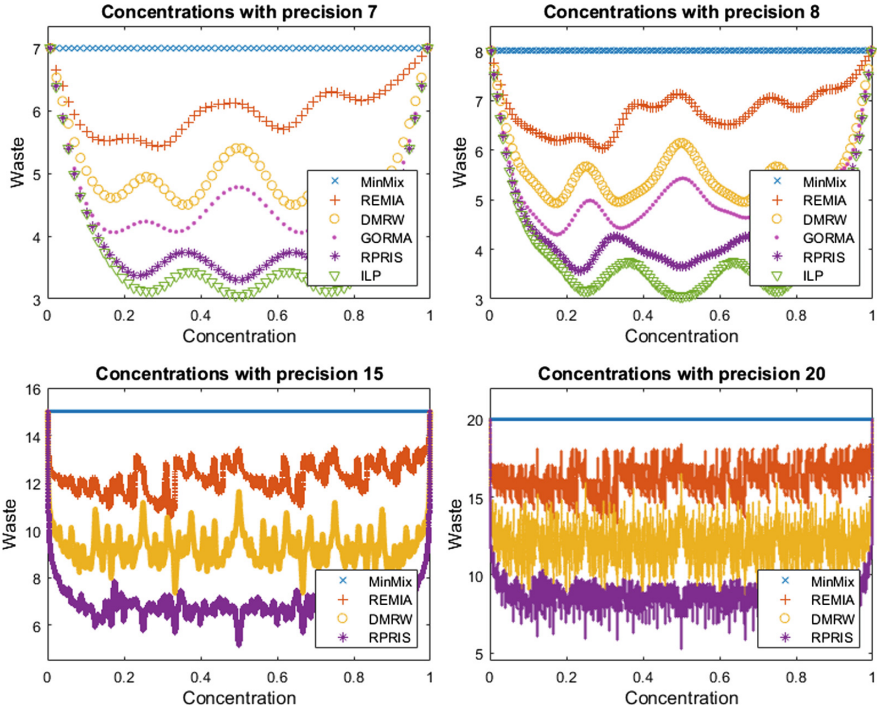 Concentrations with precision 7
7
6
5
4
3
Waste
0
0.2
0.4
0.6
0.8
1
Concentration
MinMix
REMIA
DMRW
GORMA
RPRIS
ILP
Concentrations with precision 8
8
7
6
5
4
3
Waste
0
0.2
0.4
0.6
0.8
1
Concentration
MinMix
REMIA
DMRW
GORMA
RPRIS
ILP
Concentrations with precision 15
16
14
12
10
8
6
Waste
0
0.2
0.4
0.6
0.8
1
Concentration
MinMix
REMIA
DMRW
RPRIS
Concentrations with precision 20
20
15
10
5
Waste
0
0.2
0.4
0.6
0.8
1
Concentration
MinMix
REMIA
DMRW
RPRIS